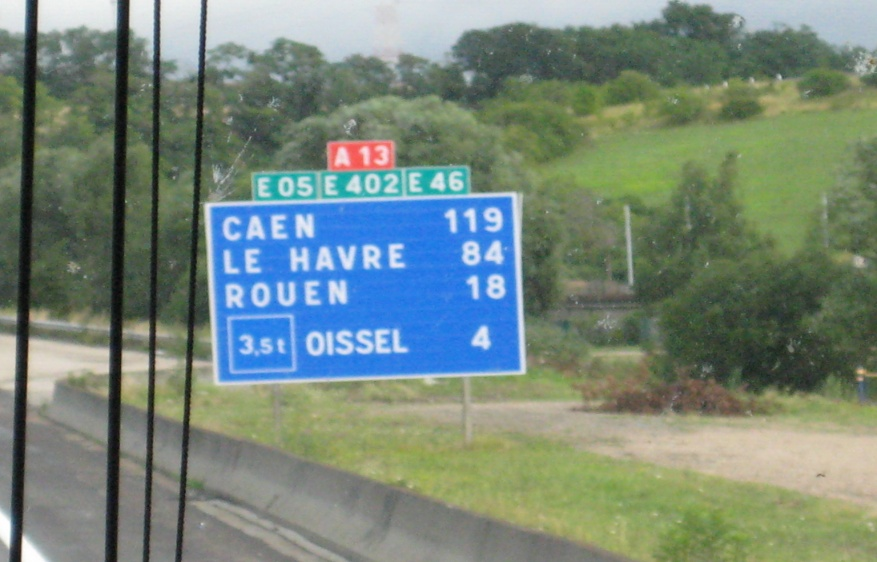 A 13
E 05 E 402 E 46
CAEN 119
LE HAVRE 84
ROUEN 18
3,5t OISSEL 4